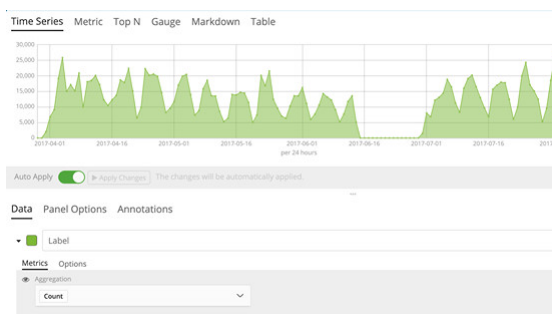 Time Series Metric Top N Gauge Markdown Table
30,000
25,000
20,000
15,000
10,000
5,000
0
2017-04-01 2017-04-16 2017-05-01 2017-05-16 2017-06-01 2017-06-16 2017-07-01 2017-07-16 2017
per 24 hours
Auto Apply Apply Changes The changes will be automatically applied.
Data Panel Options Annotations
Label
Metrics Options
Aggregation
Count